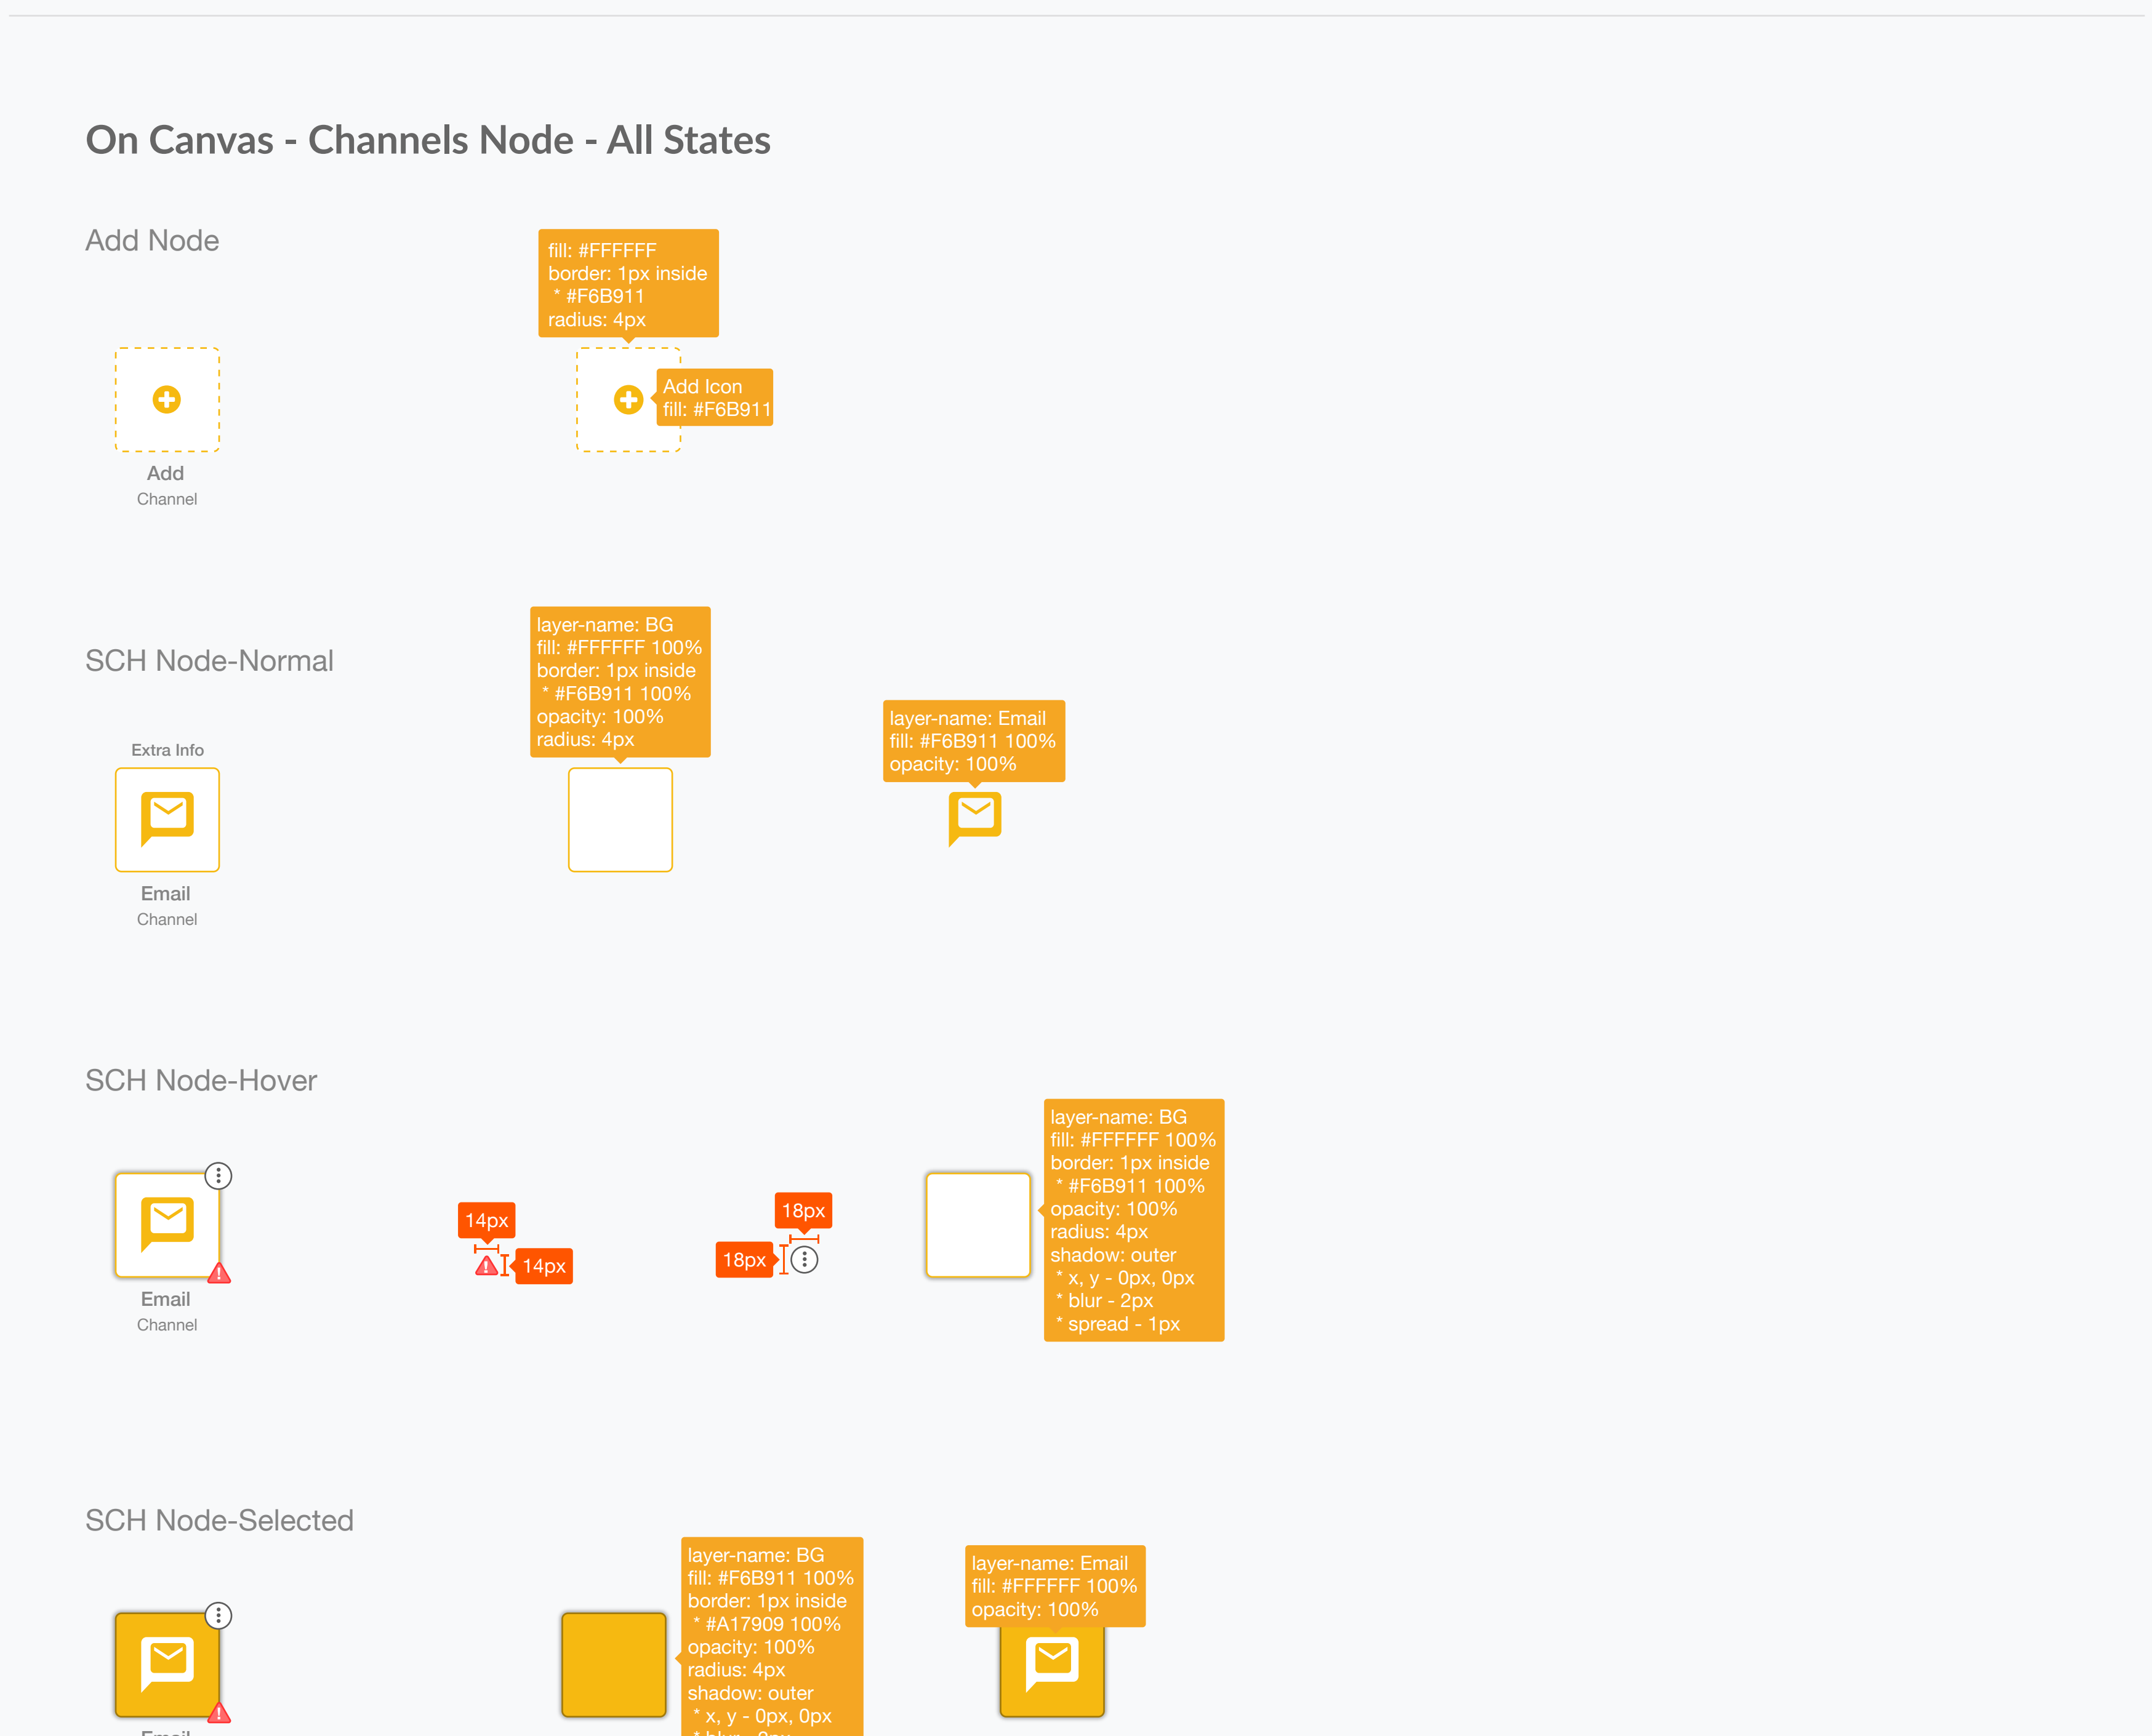 On Canvas - Channels Node - All States
Add Node
fill: #FFFFFF
border: 1px inside
* #F6B911
radius: 4px
Add Icon
fill: #F6B911
Add
Channel
SCH Node-Normal
layer-name: BG
fill: #FFFFFF 100%
border: 1px inside
* #F6B911 100%
opacity: 100%
radius: 4px
layer-name: Email
fill: #F6B911 100%
opacity: 100%
Extra Info
Email
Channel
SCH Node-Hover
layer-name: BG
fill: #FFFFFF 100%
border: 1px inside
* #F6B911 100%
opacity: 100%
radius: 4px
shadow: outer
* x, y - 0px, 0px
* blur - 2px
* spread - 1px
14px
14px
18px
18px
Email
Channel
SCH Node-Selected
layer-name: BG
fill: #F6B911 100%
border: 1px inside
* #A17909 100%
opacity: 100%
radius: 4px
shadow: outer
* x, y - 0px, 0px
layer-name: Email
fill: #FFFFFF 100%
opacity: 100%